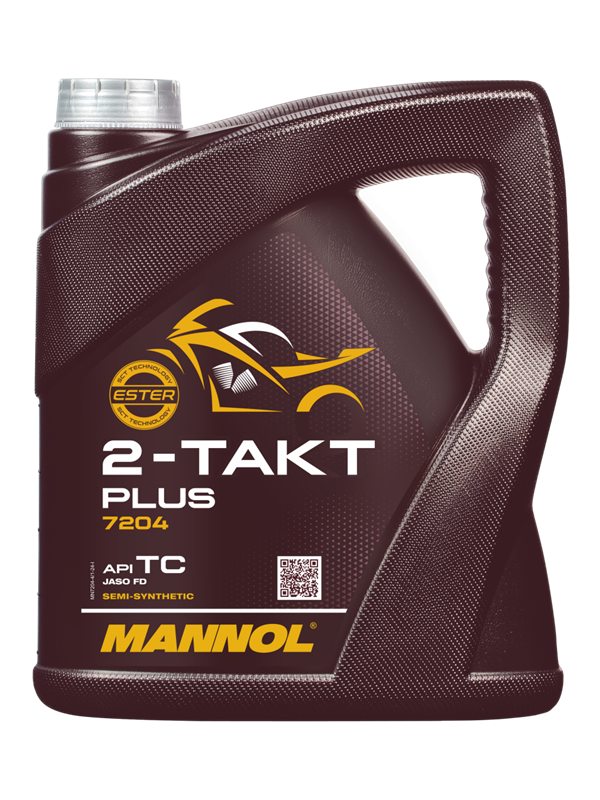 SCT TECHNOLOGY
ESTER
SCT TECHNOLOGY
2-TAKT
PLUS
7204
API TC
JASO FD
SEMI-SYNTHETIC
MANNOL®